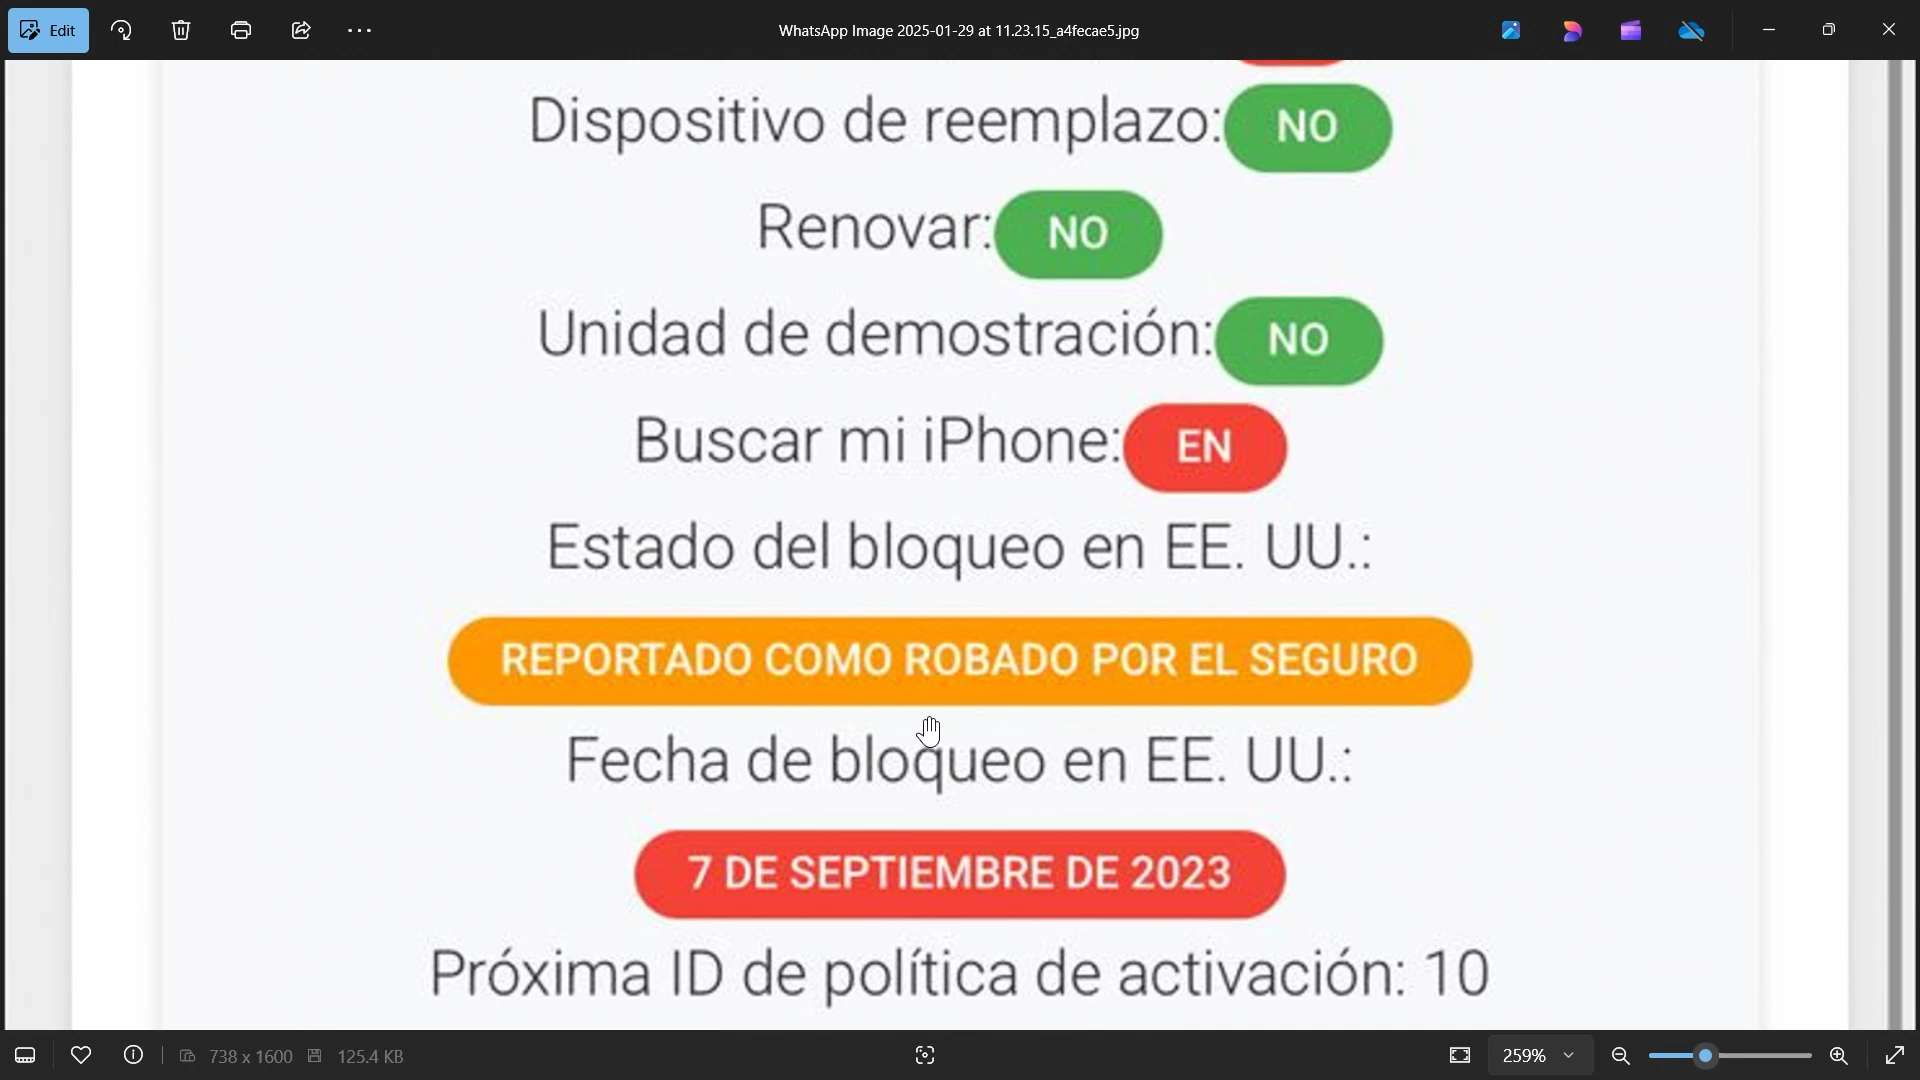 Edit
WhatsApp Image 2025-01-29 at 11.23.15_a4fecae5.jpg
Dispositivo de reemplazo: NO
Renovar: NO
Unidad de demostración: NO
Buscar mi iPhone: EN
Estado del bloqueo en EE. UU.:
REPORTADO COMO ROBADO POR EL SEGURO
Fecha de bloqueo en EE. UU.:
7 DE SEPTIEMBRE DE 2023
Próxima ID de política de activación: 10
738 x 1600 125.4 KB 259%